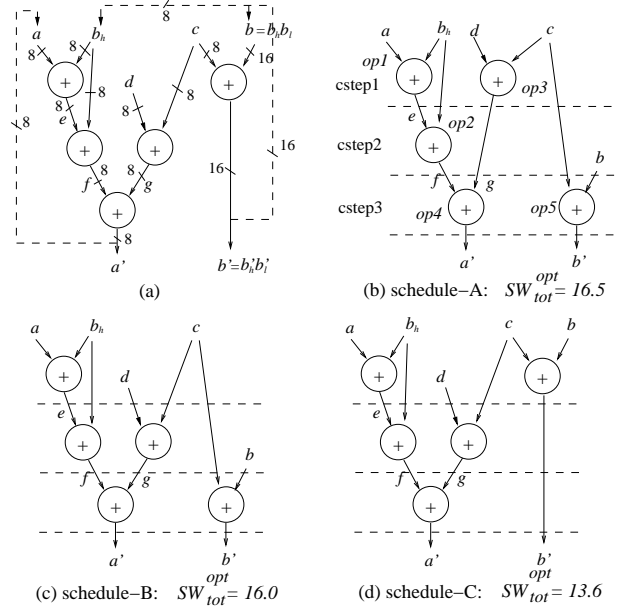 8
a
b_h
c
b = b_h b_l
8
8
8
16
8
d
8
8
e
8
8
16
16
8
8
f
g
8
a'
b' = b_h' b_l'
(a)
a
b_h
d
c
op1
op3
cstep1
e
op2
cstep2
b
f
g
cstep3
op4
op5
a'
b'
(b) schedule–A: SW_tot^opt = 16.5
a
b_h
c
d
e
b
f
g
a'
b'
(c) schedule–B: SW_tot^opt = 16.0
a
b_h
c
b
d
e
f
g
a'
b'
(d) schedule–C: SW_tot^opt = 13.6